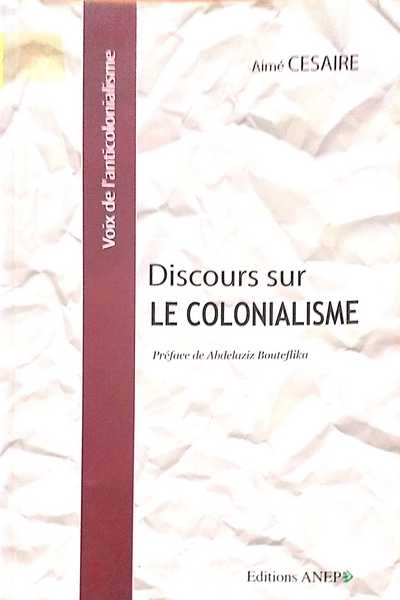 Aimé CESAIRE
Voix de l'anticolonialisme
Discours sur
LE COLONIALISME
Préface de Abdelaziz Bouteflika
Editions ANEP